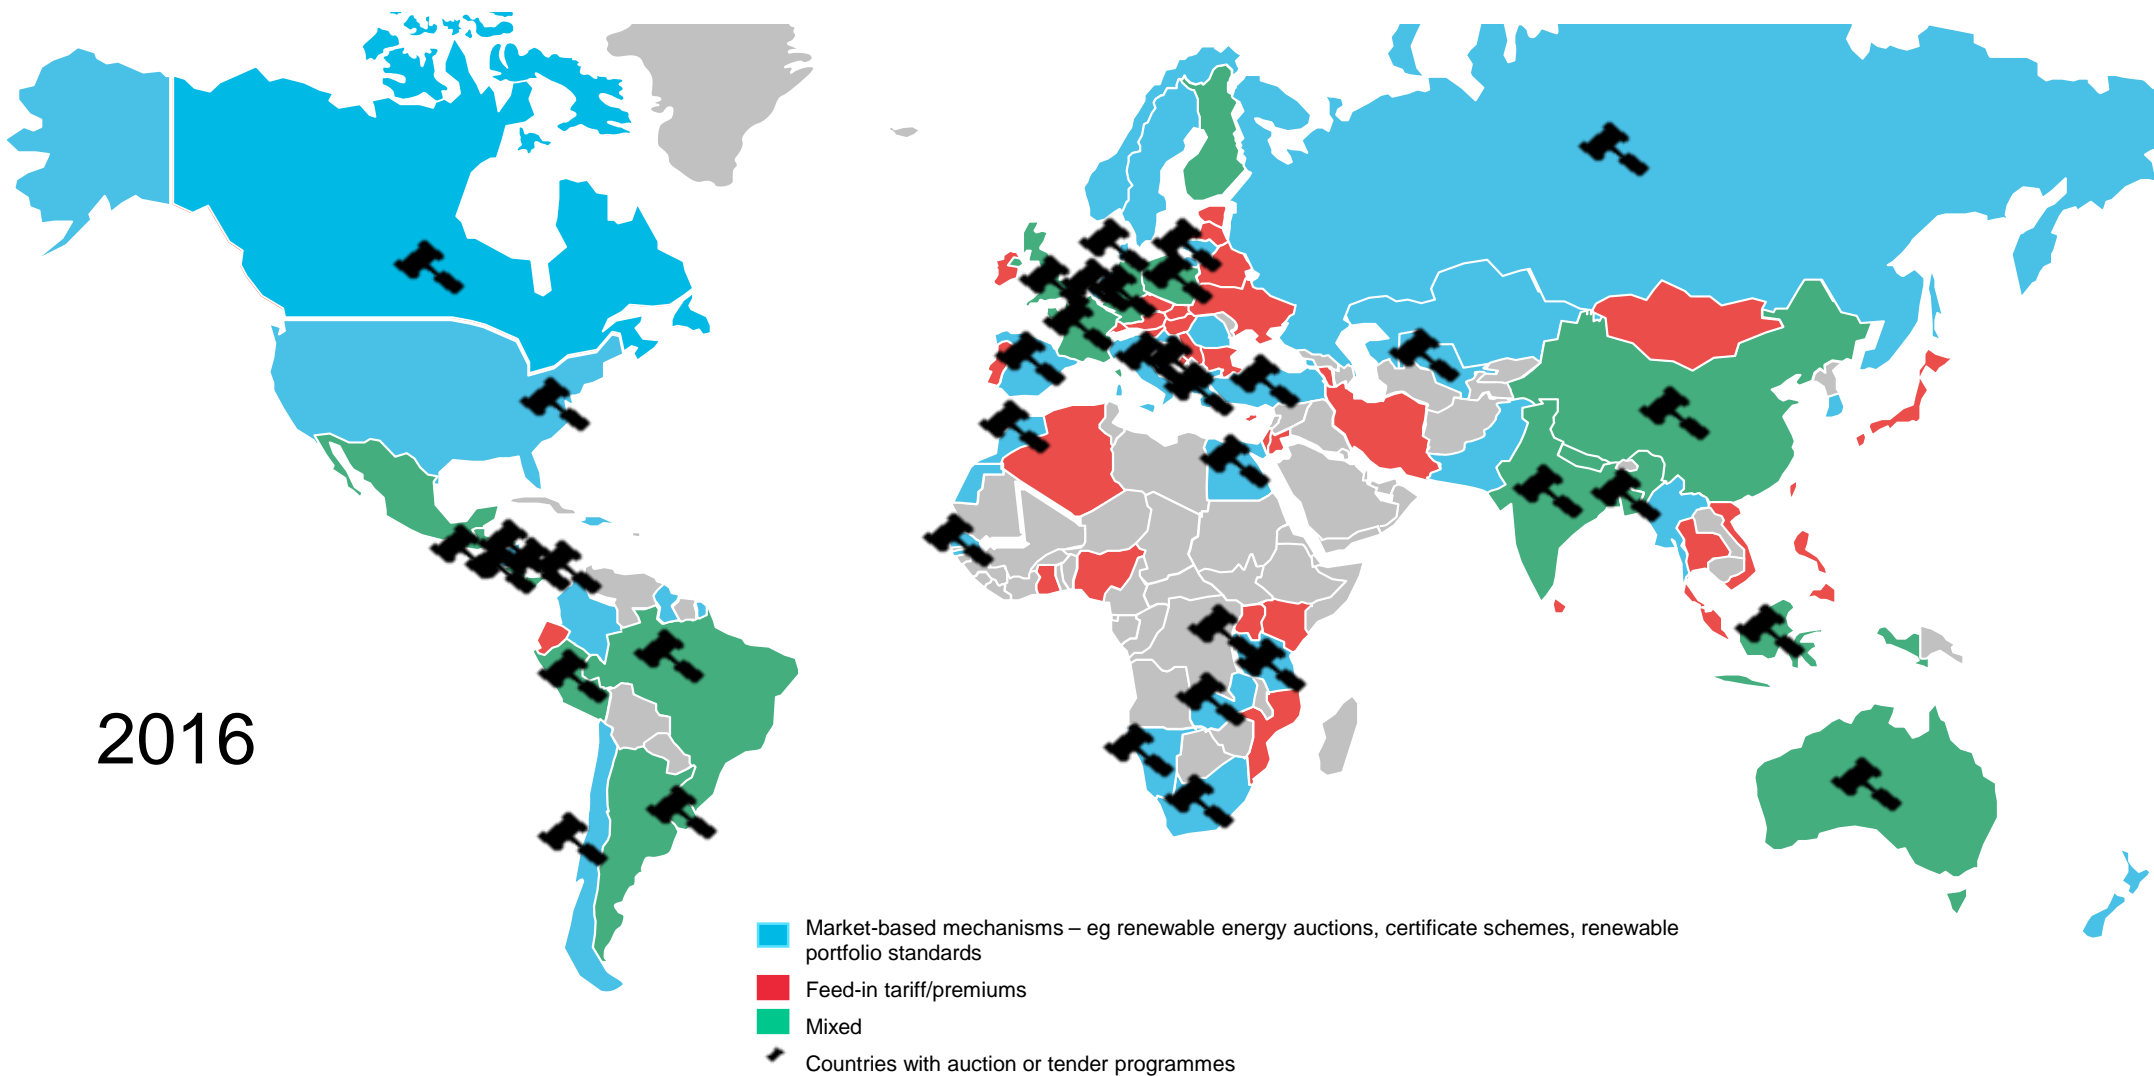 2016
Market-based mechanisms – eg renewable energy auctions, certificate schemes, renewable
portfolio standards
Feed-in tariff/premiums
Mixed
Countries with auction or tender programmes